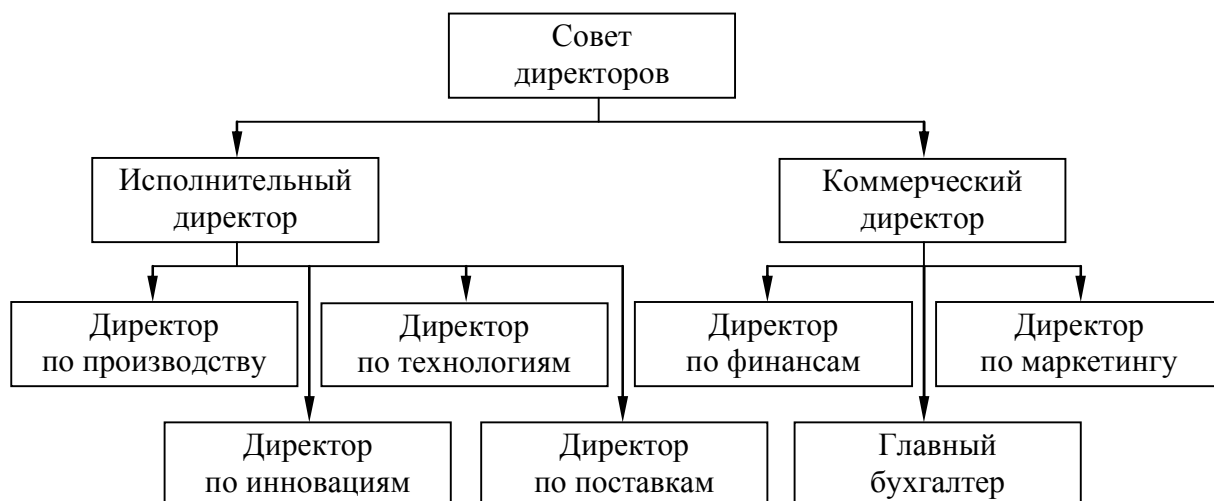 Совет
директоров
Исполнительный
директор
Коммерческий
директор
Директор
по производству
Директор
по технологиям
Директор
по финансам
Директор
по маркетингу
Директор
по инновациям
Директор
по поставкам
Главный
бухгалтер